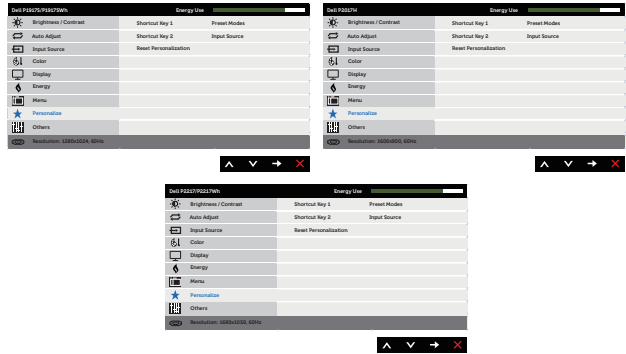 Dell P1917S/P1917SWh Energy Use
Brightness / Contrast Shortcut Key 1 Preset Modes
Auto Adjust Shortcut Key 2 Input Source
Input Source Reset Personalization
Color
Display
Energy
Menu
Personalize
Others
Resolution: 1280x1024, 60Hz
Dell P2017H Energy Use
Brightness / Contrast Shortcut Key 1 Preset Modes
Auto Adjust Shortcut Key 2 Input Source
Input Source Reset Personalization
Color
Display
Energy
Menu
Personalize
Others
Resolution: 1600x900, 60Hz
Dell P2217/P2217Wh Energy Use
Brightness / Contrast Shortcut Key 1 Preset Modes
Auto Adjust Shortcut Key 2 Input Source
Input Source Reset Personalization
Color
Display
Energy
Menu
Personalize
Others
Resolution: 1680x1050, 60Hz